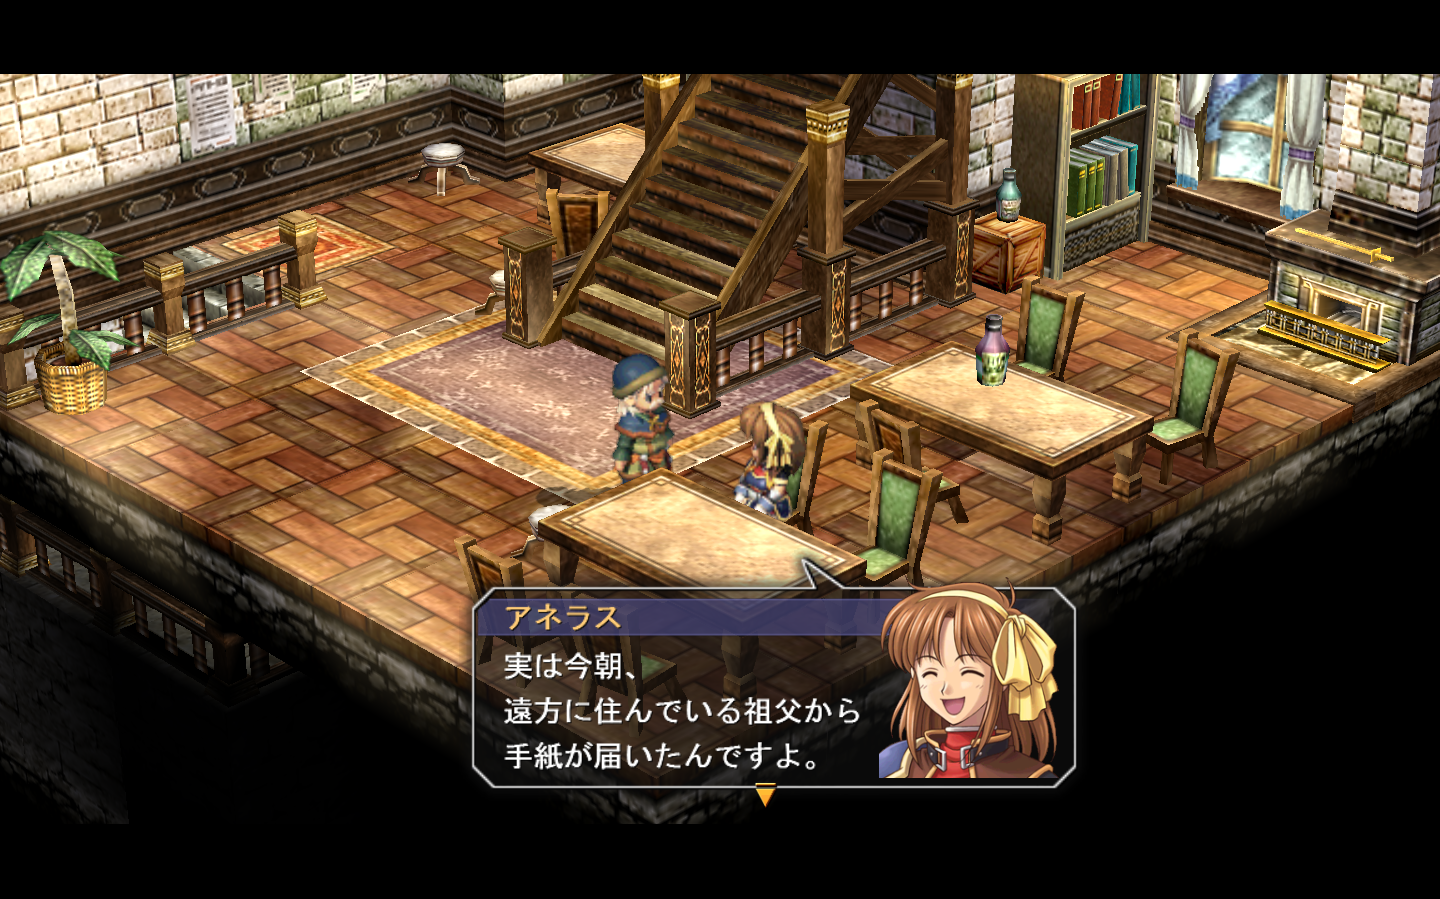 アネラス
実は今朝、
遠方に住んでいる祖父から
手紙が届いたんですよ。